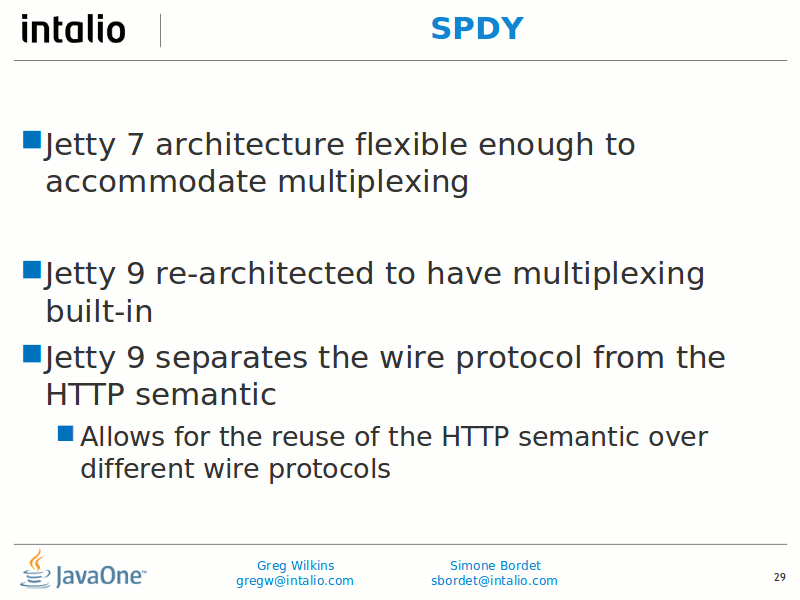 intalio
SPDY
Jetty 7 architecture flexible enough to
accommodate multiplexing
Jetty 9 re-architected to have multiplexing
built-in
Jetty 9 separates the wire protocol from the
HTTP semantic
Allows for the reuse of the HTTP semantic over
different wire protocols
JavaOne™
Greg Wilkins
gregw@intalio.com
Simone Bordet
sbordet@intalio.com
29